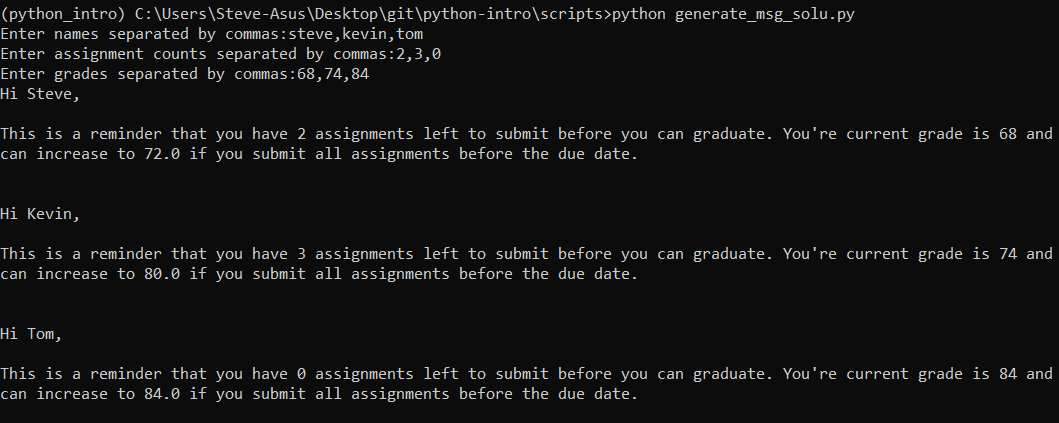 (python_intro) C:\Users\Steve-Asus\Desktop\git\python-intro\scripts>python generate_msg_solu.py
Enter names separated by commas:steve,kevin,tom
Enter assignment counts separated by commas:2,3,0
Enter grades separated by commas:68,74,84
Hi Steve,
This is a reminder that you have 2 assignments left to submit before you can graduate. You're current grade is 68 and
can increase to 72.0 if you submit all assignments before the due date.
Hi Kevin,
This is a reminder that you have 3 assignments left to submit before you can graduate. You're current grade is 74 and
can increase to 80.0 if you submit all assignments before the due date.
Hi Tom,
This is a reminder that you have 0 assignments left to submit before you can graduate. You're current grade is 84 and
can increase to 84.0 if you submit all assignments before the due date.